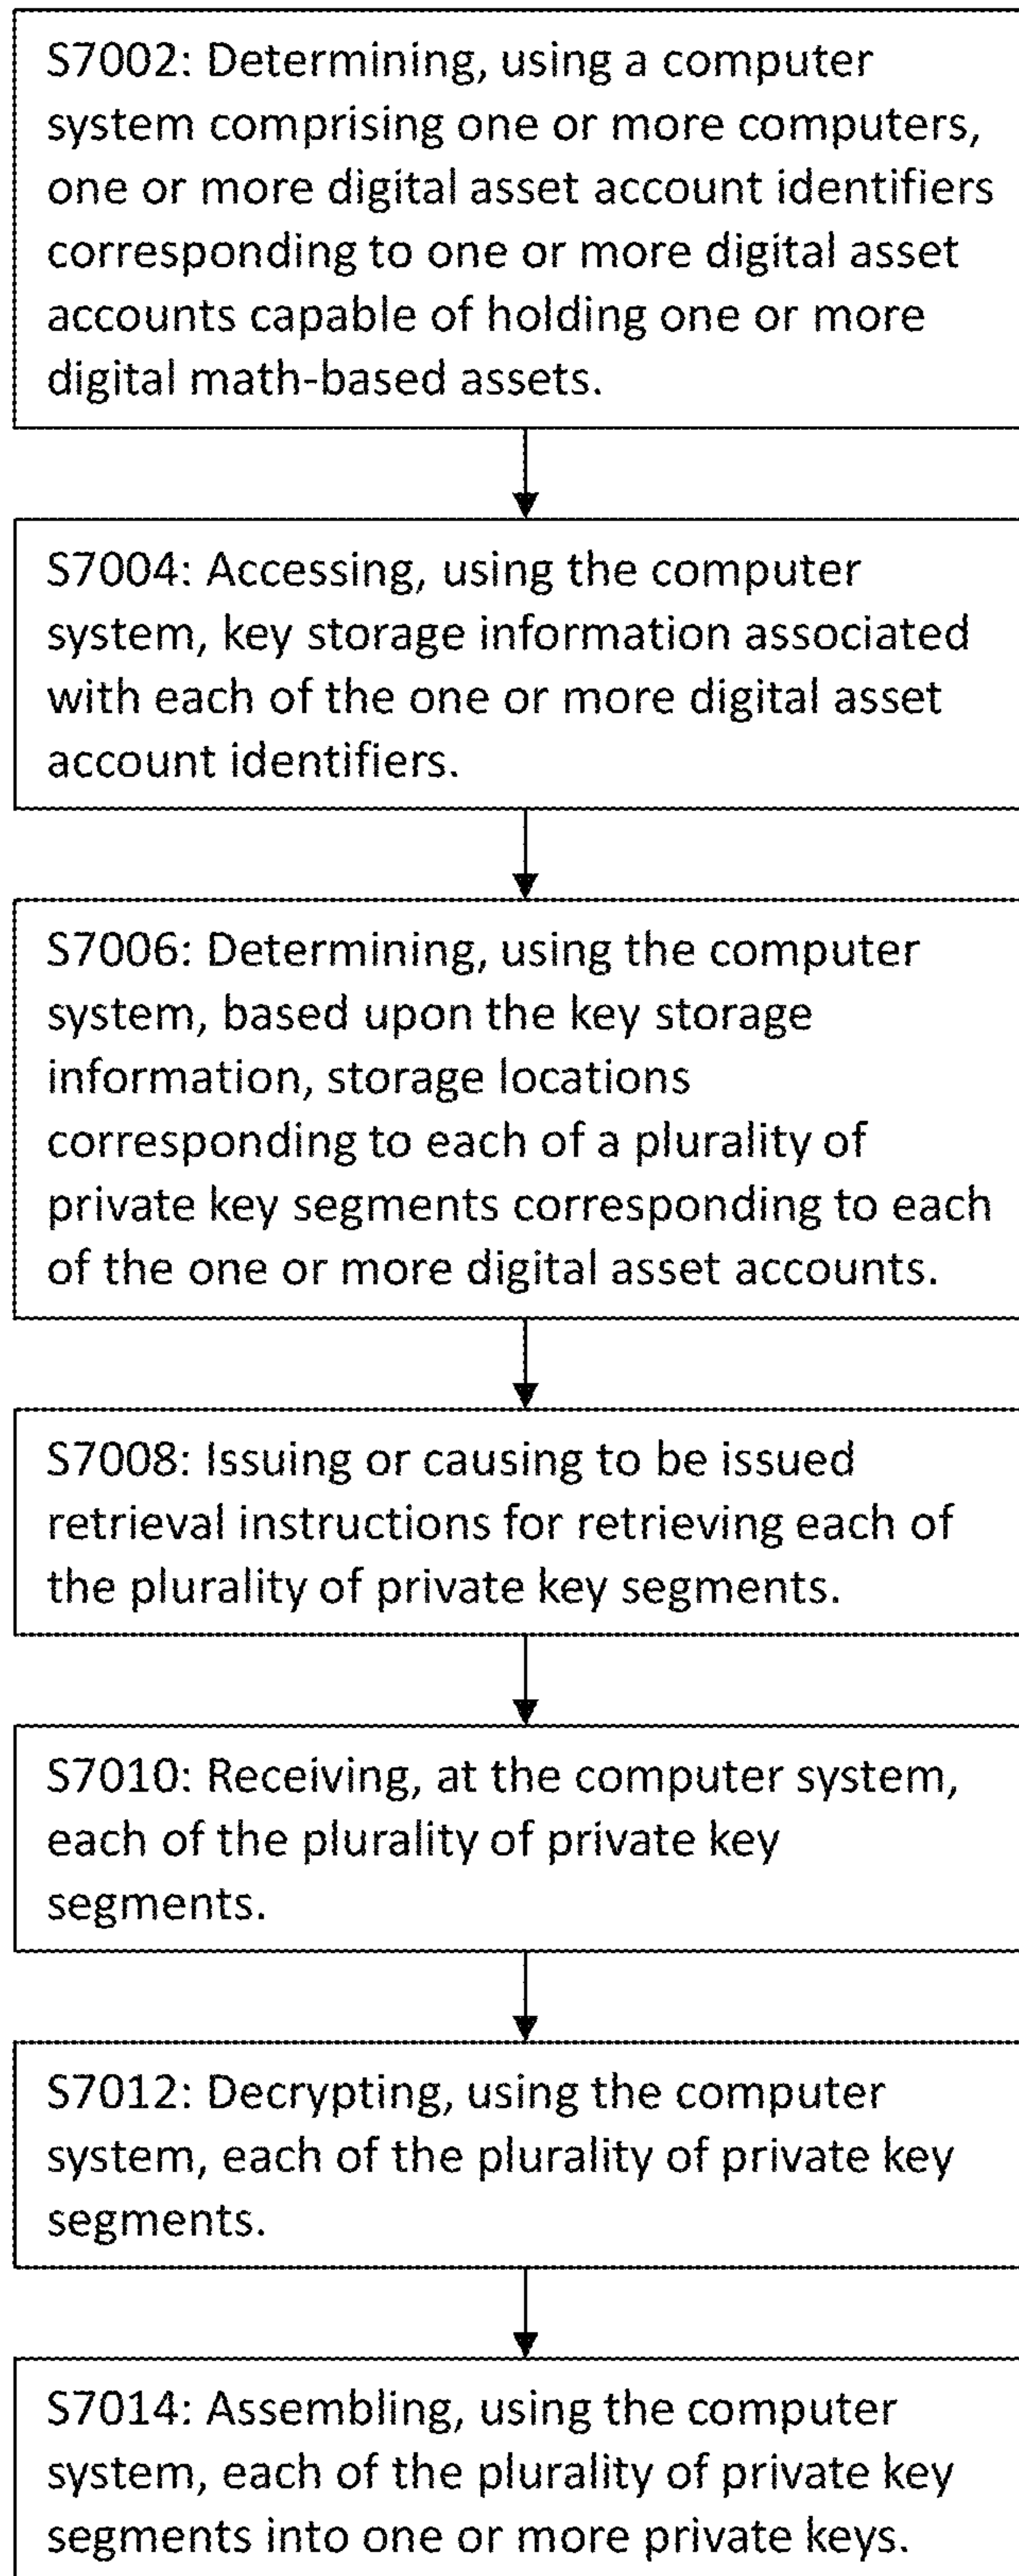 S7002: Determining, using a computer
system comprising one or more computers,
one or more digital asset account identifiers
corresponding to one or more digital asset
accounts capable of holding one or more
digital math-based assets.
S7004: Accessing, using the computer
system, key storage information associated
with each of the one or more digital asset
account identifiers.
S7006: Determining, using the computer
system, based upon the key storage
information, storage locations
corresponding to each of a plurality of
private key segments corresponding to each
of the one or more digital asset accounts.
S7008: Issuing or causing to be issued
retrieval instructions for retrieving each of
the plurality of private key segments.
S7010: Receiving, at the computer system,
each of the plurality of private key
segments.
S7012: Decrypting, using the computer
system, each of the plurality of private key
segments.
S7014: Assembling, using the computer
system, each of the plurality of private key
segments into one or more private keys.